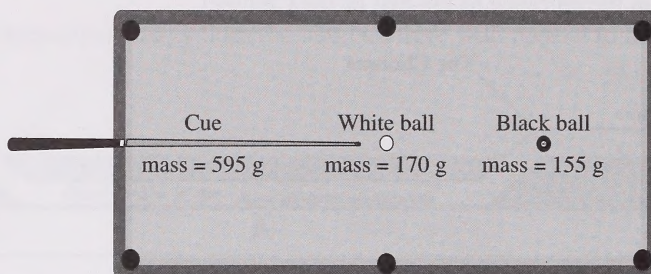 Cue
mass = 595 g
White ball
mass = 170 g
Black ball
mass = 155 g